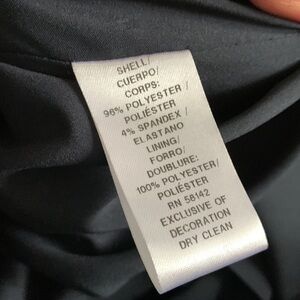 SHELL/
CUERPO/
CORPS:
96% POLYESTER /
POLIÉSTER
4% SPANDEX /
ELASTANO
LINING/
FORRO/
DOUBLURE:
100% POLYESTER/
POLIÉSTER
RN 58142
EXCLUSIVE OF
DECORATION
DRY CLEAN